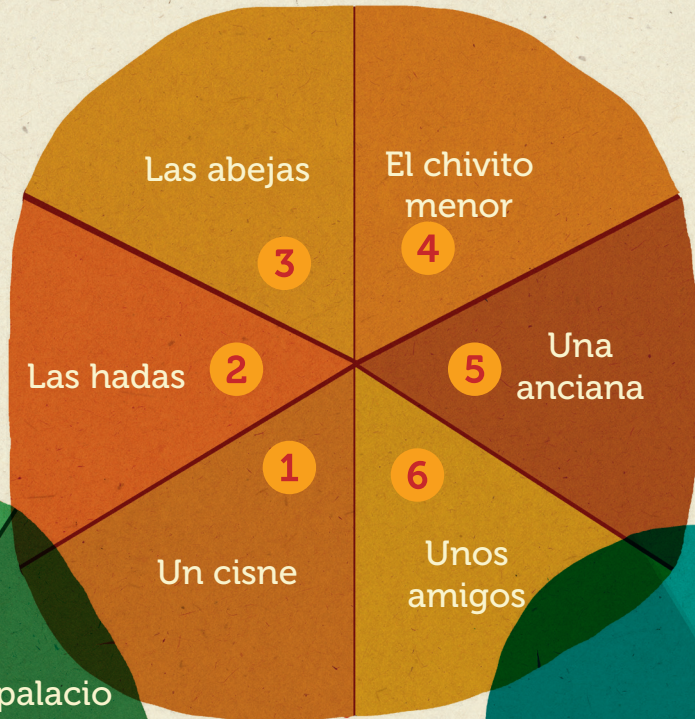 Las abejas
3
El chivito
menor
4
Las hadas
2
5
Una
anciana
1
Un cisne
6
Unos
amigos
palacio